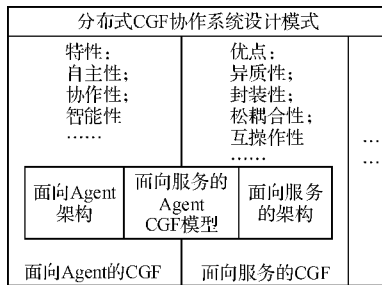 分布式CGF协作系统设计模式
特性：
自主性；
协作性；
智能性
……
优点：
异质性；
封装性；
松耦合性；
互操作性
……
…
…
面向Agent
架构
面向服务的
Agent
CGF模型
面向服务
的架构
面向Agent的CGF
面向服务的CGF